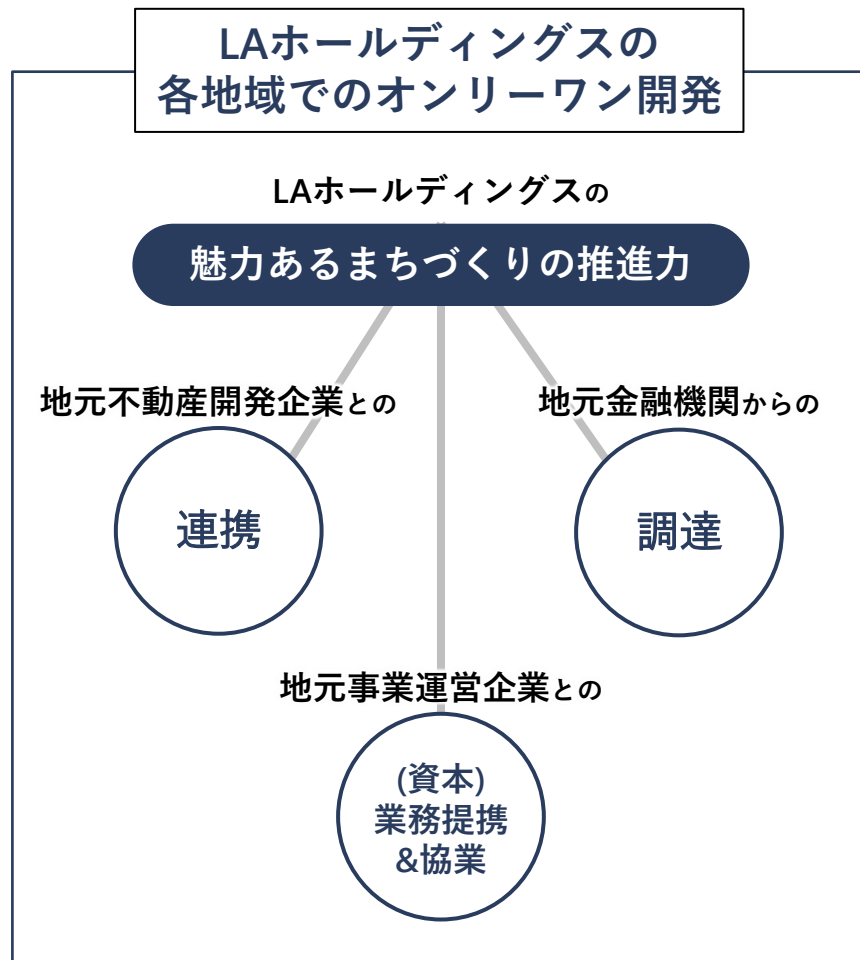 LAホールディングスの
各地域でのオンリーワン開発
LAホールディングスの
魅力あるまちづくりの推進力
地元不動産開発企業との
連携
地元金融機関からの
調達
地元事業運営企業との
(資本)
業務提携
&協業